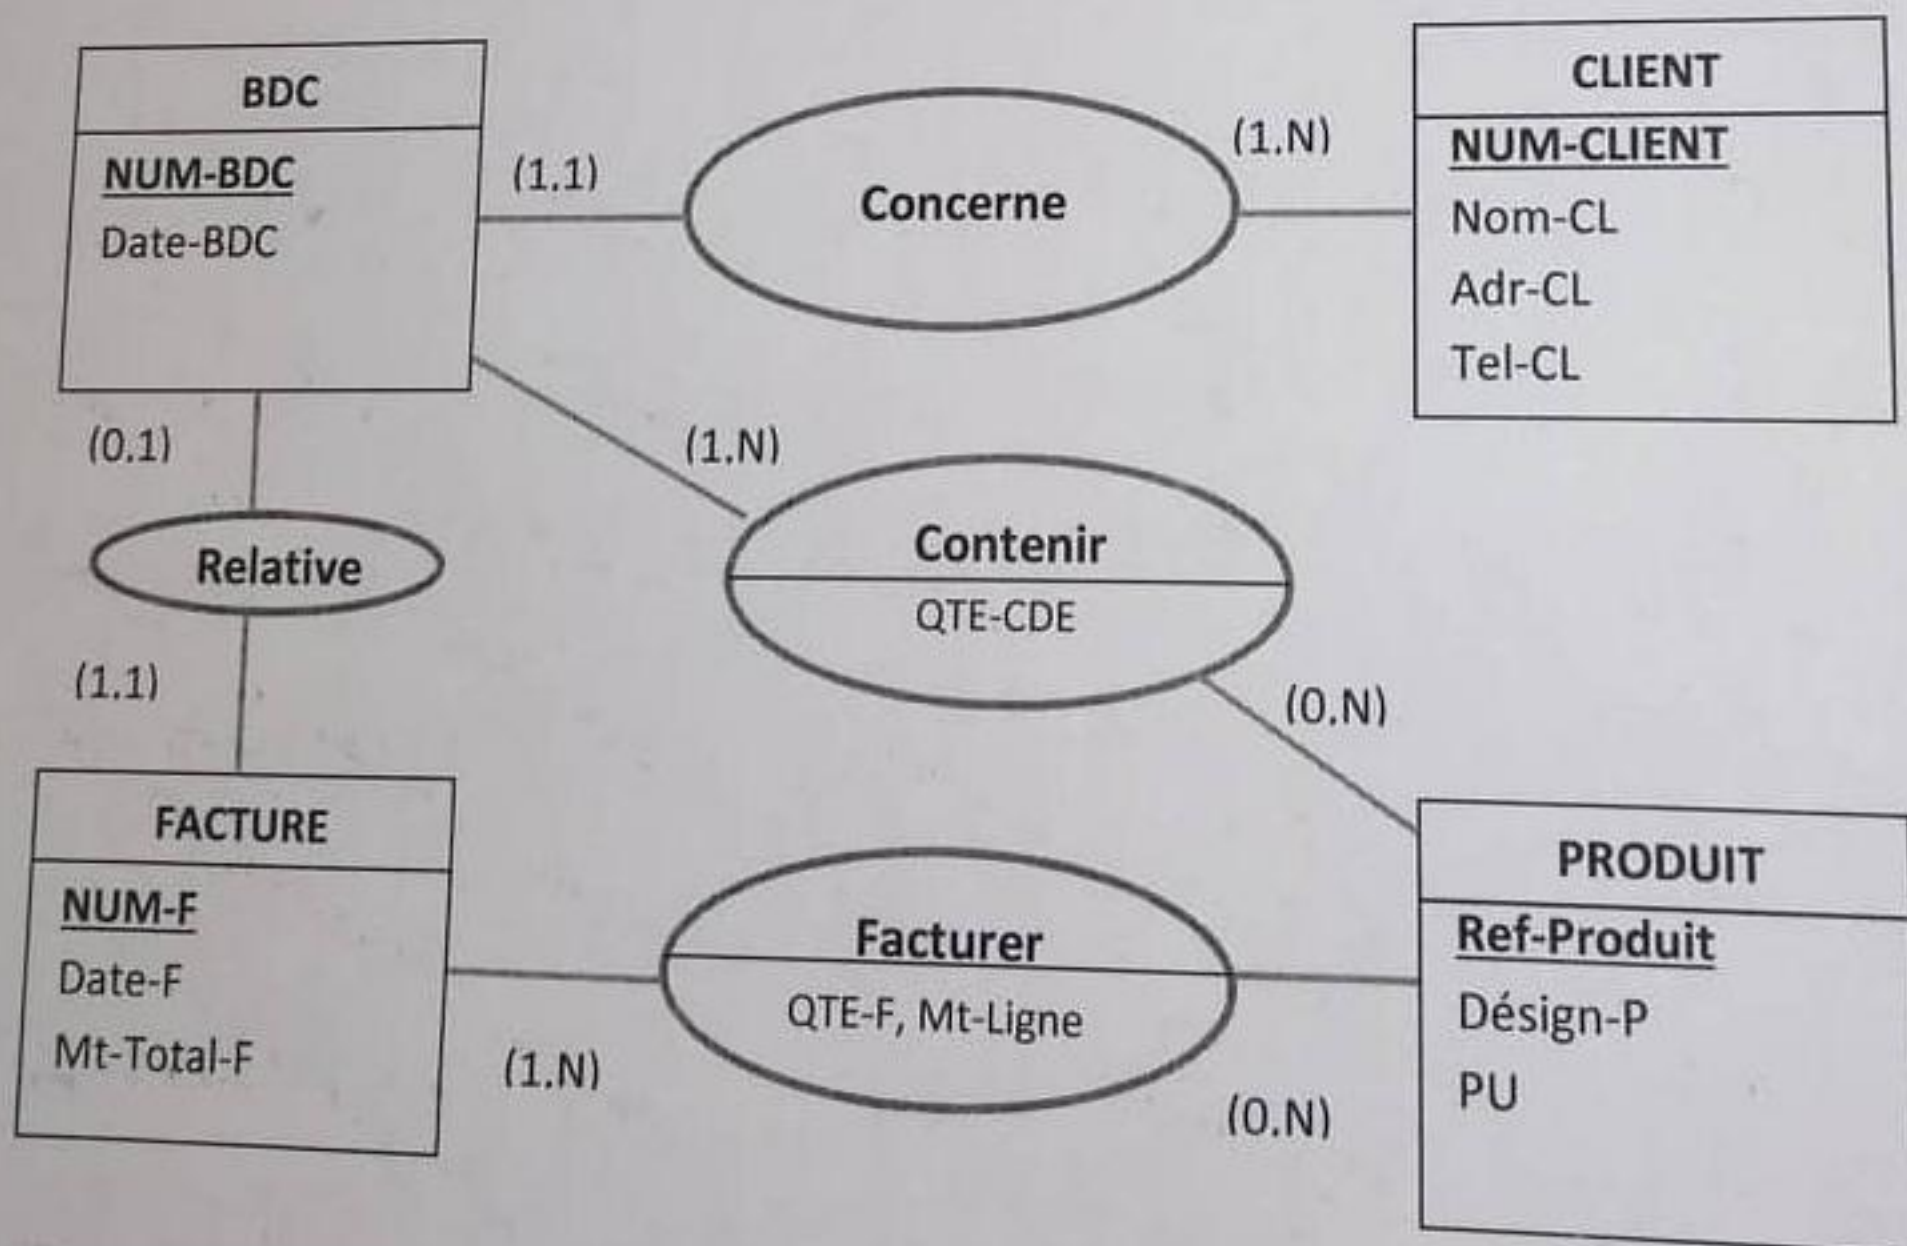 BDC
NUM-BDC
Date-BDC
(1.1)
Concerne
(1.N)
CLIENT
NUM-CLIENT
Nom-CL
Adr-CL
Tel-CL
(0.1)
Relative
(1.1)
(1.N)
Contenir
QTE-CDE
(0.N)
FACTURE
NUM-F
Date-F
Mt-Total-F
(1.N)
Facturer
QTE-F, Mt-Ligne
(0.N)
PRODUIT
Ref-Produit
Désign-P
PU